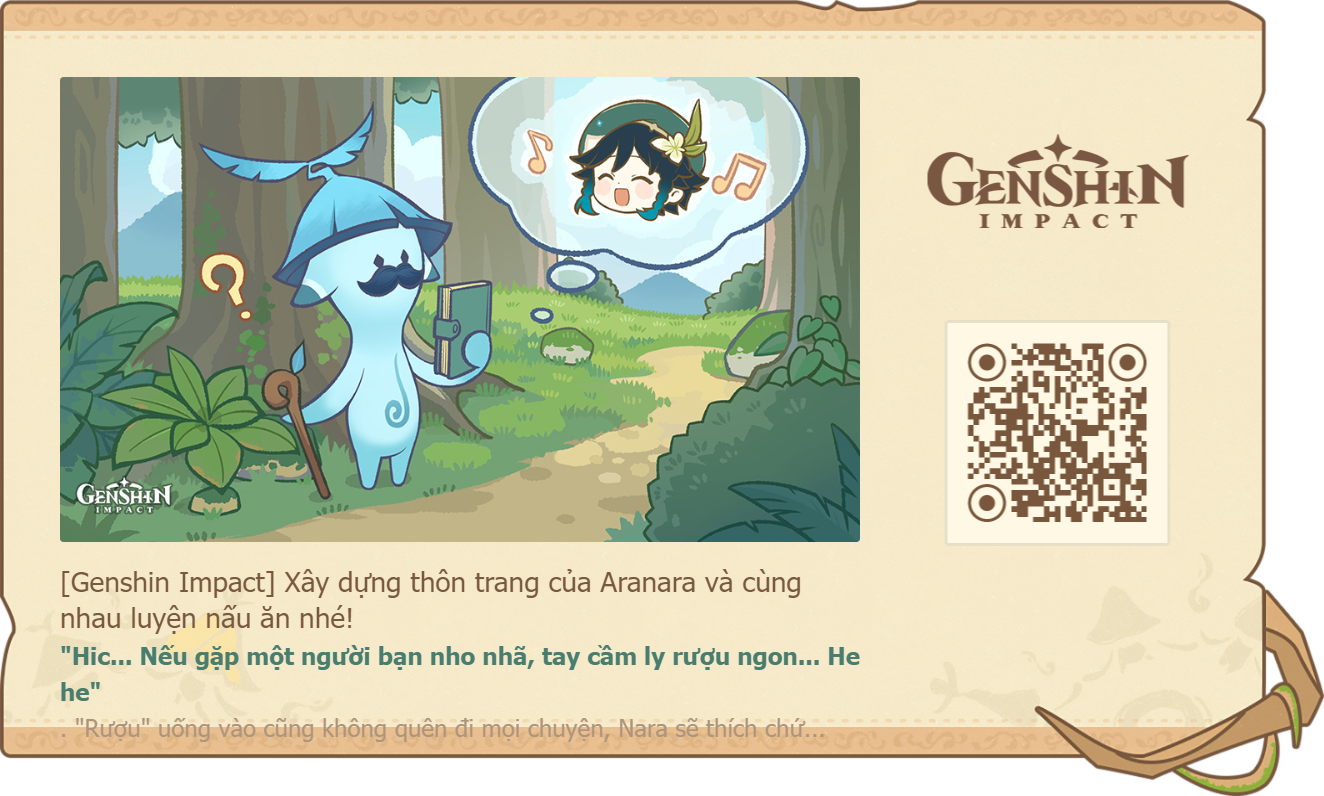 GENSHIN
IMPACT
GENSHIN
IMPACT
[Genshin Impact] Xây dựng thôn trang của Aranara và cùng
nhau luyện nấu ăn nhé!
"Hic... Nếu gặp một người bạn nho nhã, tay cầm ly rượu ngon... He
he"
. "Rượu" uống vào cũng không quên đi mọi chuyện, Nara sẽ thích chứ...